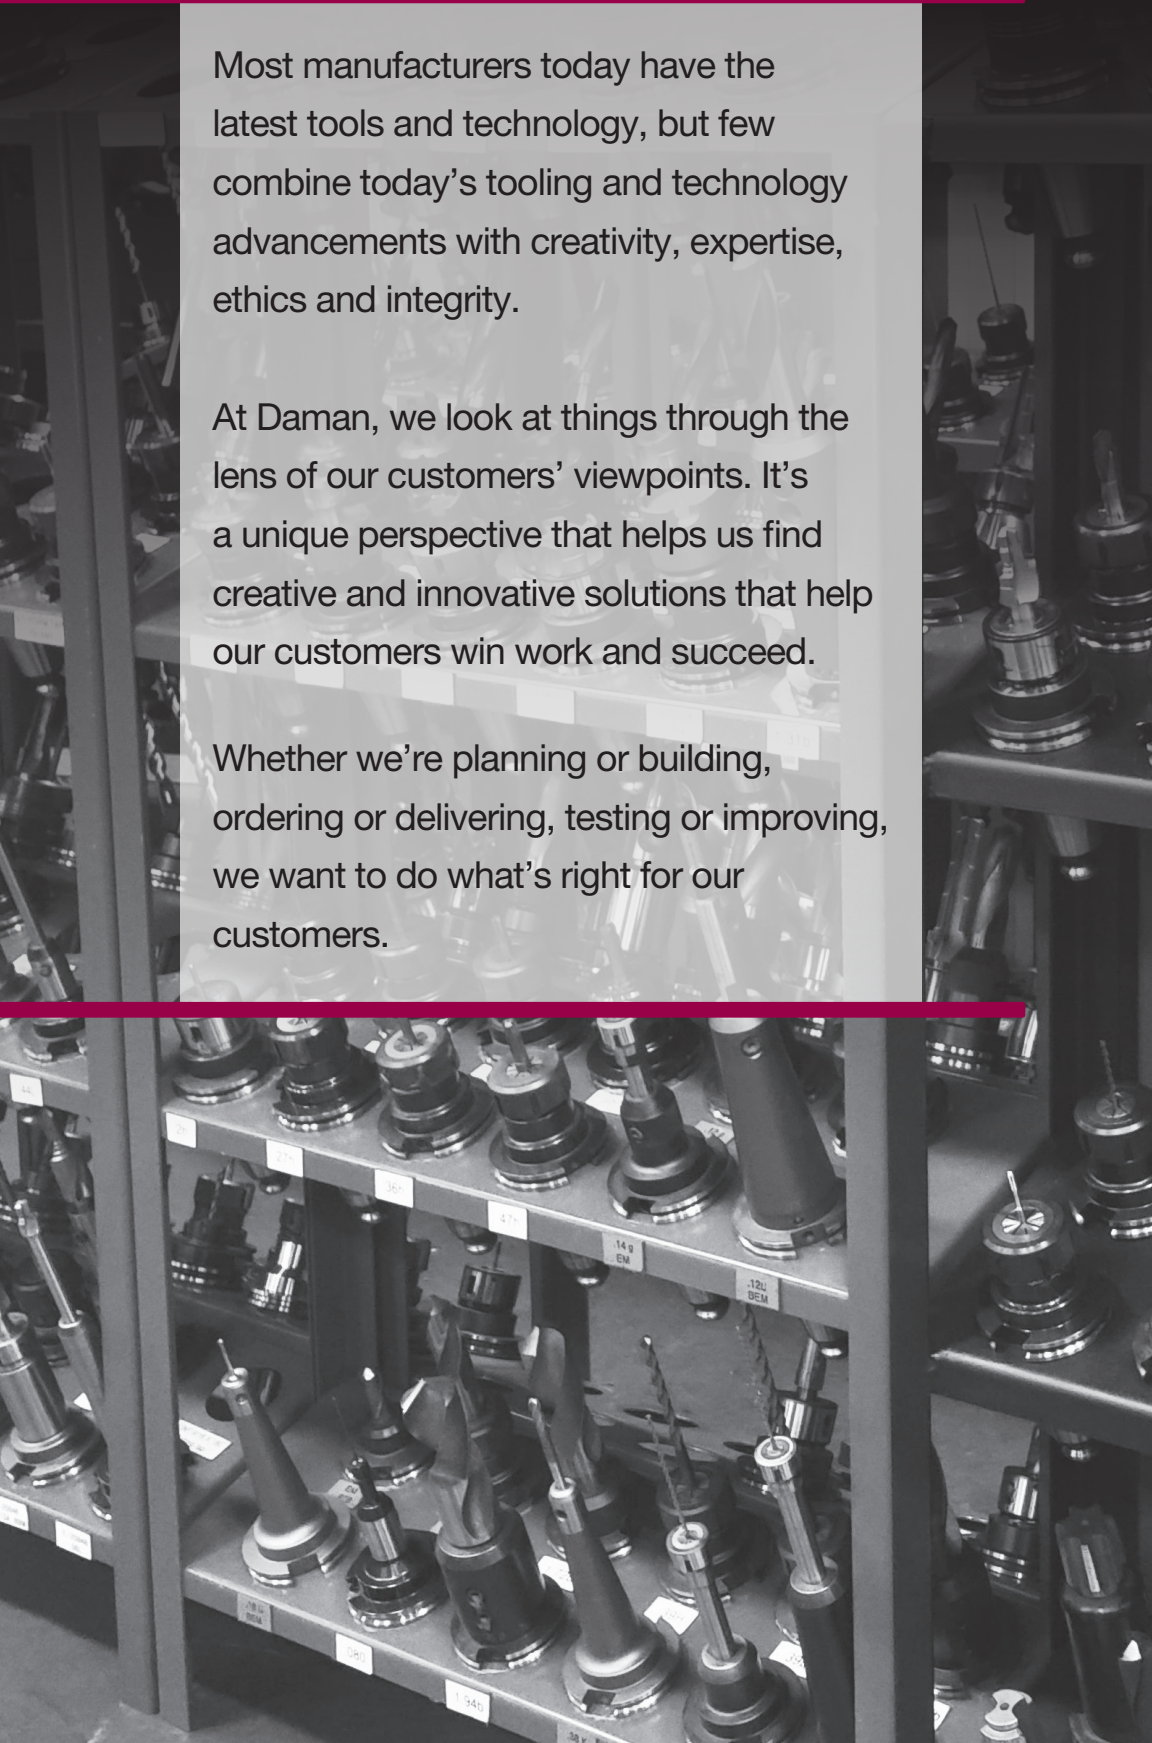 Most manufacturers today have the
latest tools and technology, but few
combine today’s tooling and technology
advancements with creativity, expertise,
ethics and integrity.
At Daman, we look at things through the
lens of our customers’ viewpoints. It’s
a unique perspective that helps us find
creative and innovative solutions that help
our customers win work and succeed.
Whether we’re planning or building,
ordering or delivering, testing or improving,
we want to do what’s right for our
customers.
.14 g
EM